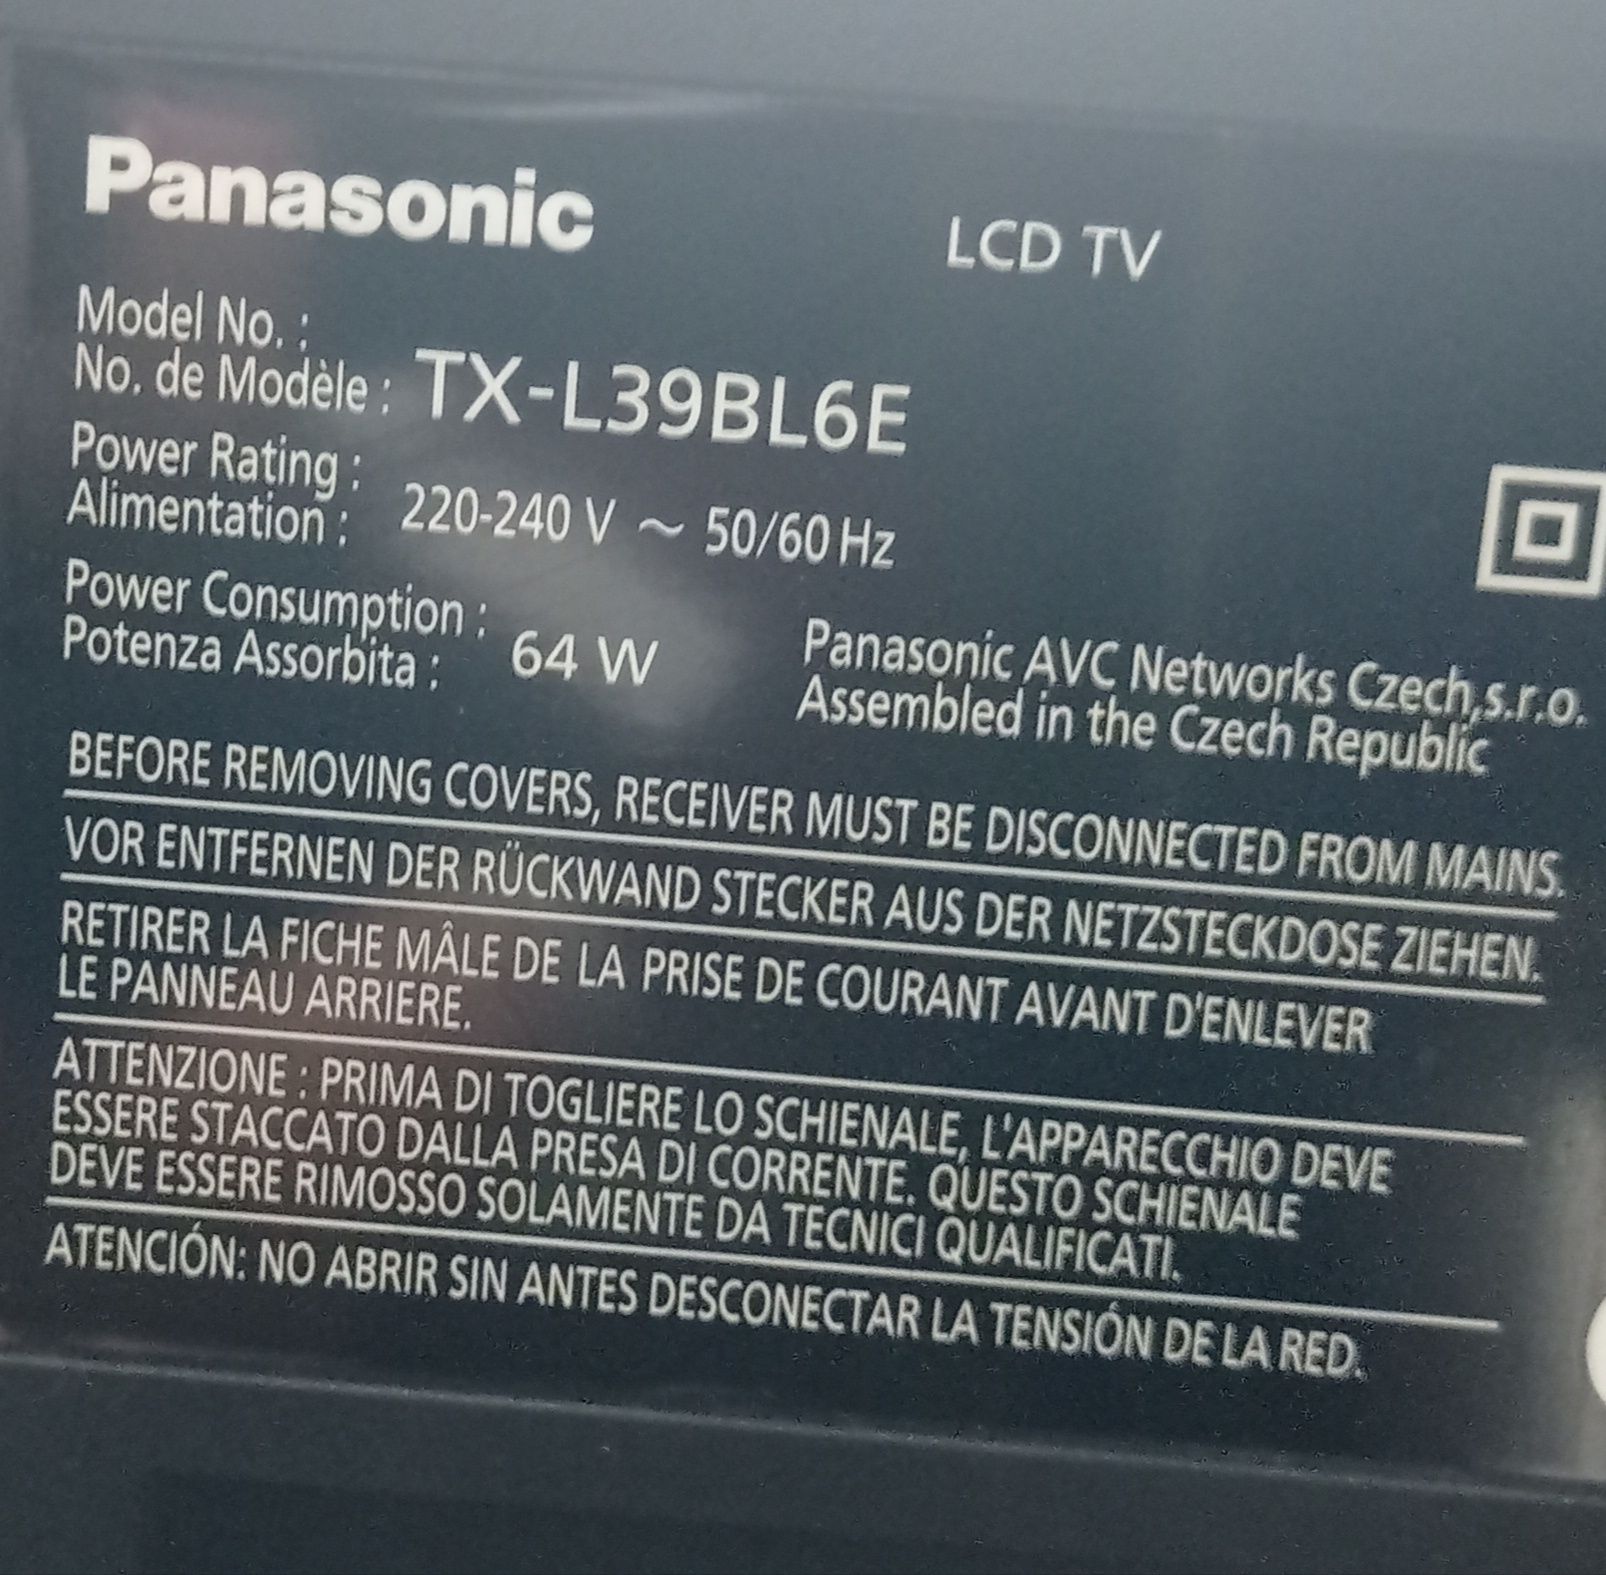 Panasonic
LCD TV
Model No. :
No. de Modèle : TX-L39BL6E
Power Rating :
Alimentation : 220-240 V ~ 50/60 Hz
Power Consumption :
Potenza Assorbita : 64 W
Panasonic AVC Networks Czech,s.r.o.
Assembled in the Czech Republic
BEFORE REMOVING COVERS, RECEIVER MUST BE DISCONNECTED FROM MAINS.
VOR ENTFERNEN DER RÜCKWAND STECKER AUS DER NETZSTECKDOSE ZIEHEN.
RETIRER LA FICHE MÂLE DE LA PRISE DE COURANT AVANT D'ENLEVER
LE PANNEAU ARRIERE.
ATTENZIONE : PRIMA DI TOGLIERE LO SCHIENALE, L'APPARECCHIO DEVE
ESSERE STACCATO DALLA PRESA DI CORRENTE. QUESTO SCHIENALE
DEVE ESSERE RIMOSSO SOLAMENTE DA TECNICI QUALIFICATI.
ATENCIÓN: NO ABRIR SIN ANTES DESCONECTAR LA TENSIÓN DE LA RED.